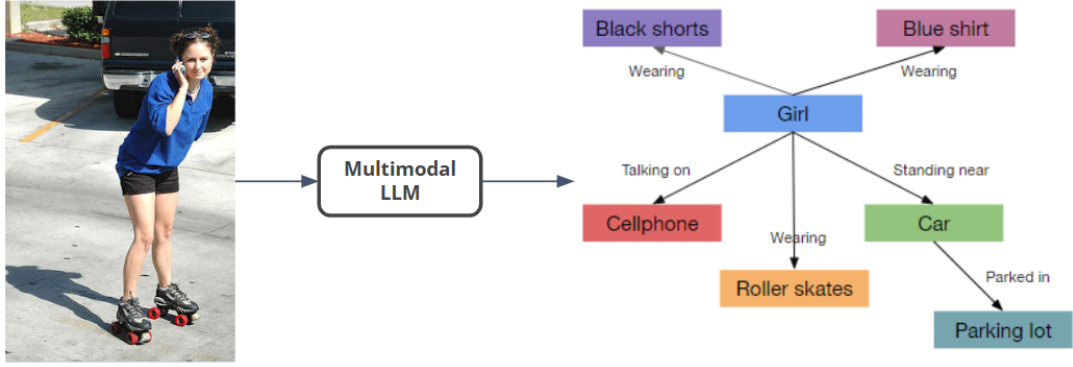 Black shorts
Blue shirt
Wearing
Wearing
Girl
Multimodal
LLM
Talking on
Standing near
Cellphone
Wearing
Car
Roller skates
Parked in
Parking lot